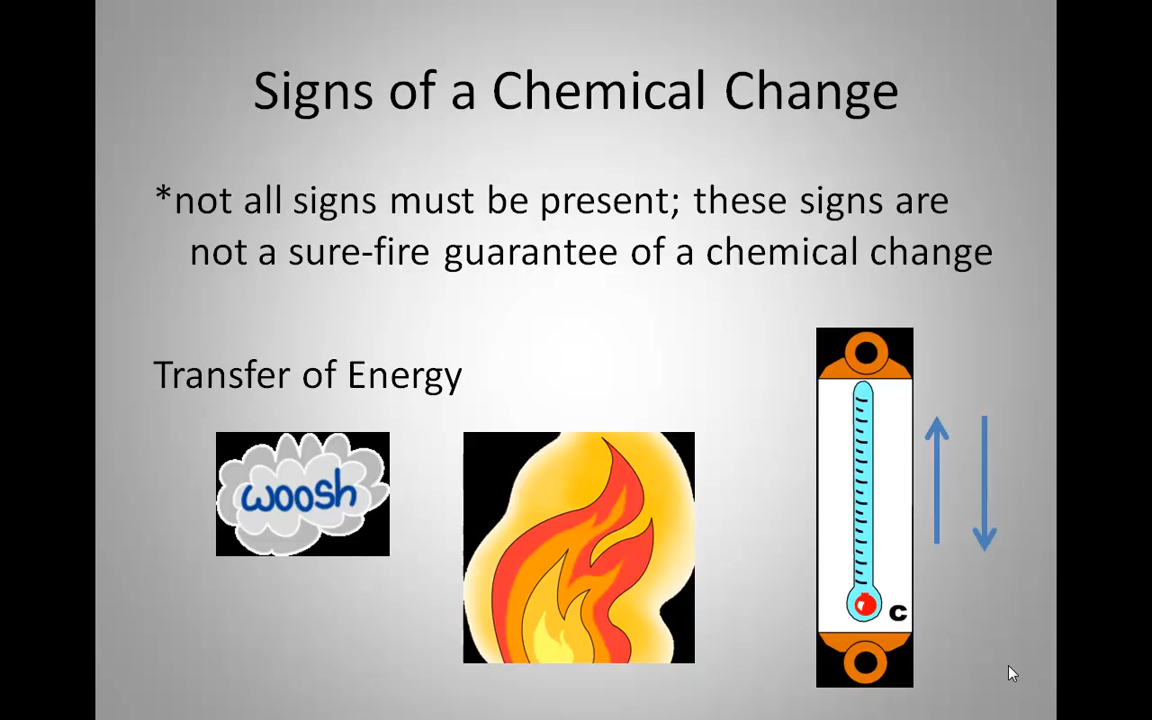 Signs of a Chemical Change
*not all signs must be present; these signs are
not a sure-fire guarantee of a chemical change
Transfer of Energy
woosh
C